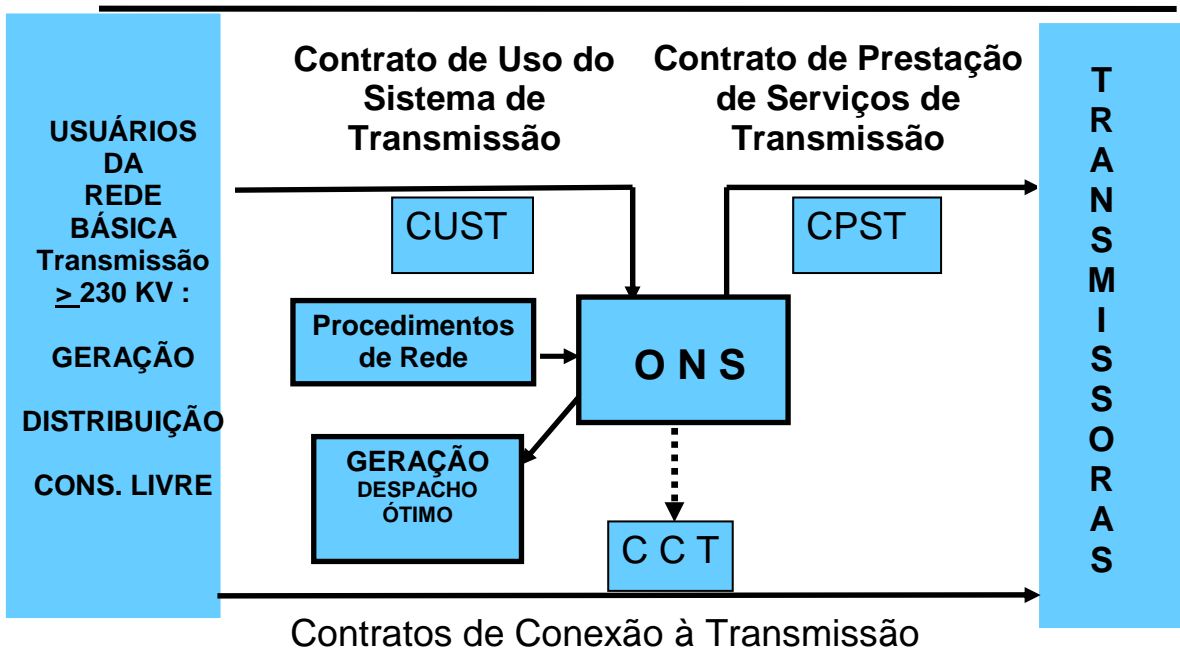 USUÁRIOS
DA
REDE
BÁSICA
Transmissão
> 230 KV :
GERAÇÃO
DISTRIBUIÇÃO
CONS. LIVRE
Contrato de Uso do
Sistema de
Transmissão
Contrato de Prestação
de Serviços de
Transmissão
CUST
CPST
Procedimentos
de Rede
O N S
GERAÇÃO
DESPACHO
ÓTIMO
C C T
Contratos de Conexão à Transmissão
T
R
A
N
S
M
I
S
S
O
R
A
S